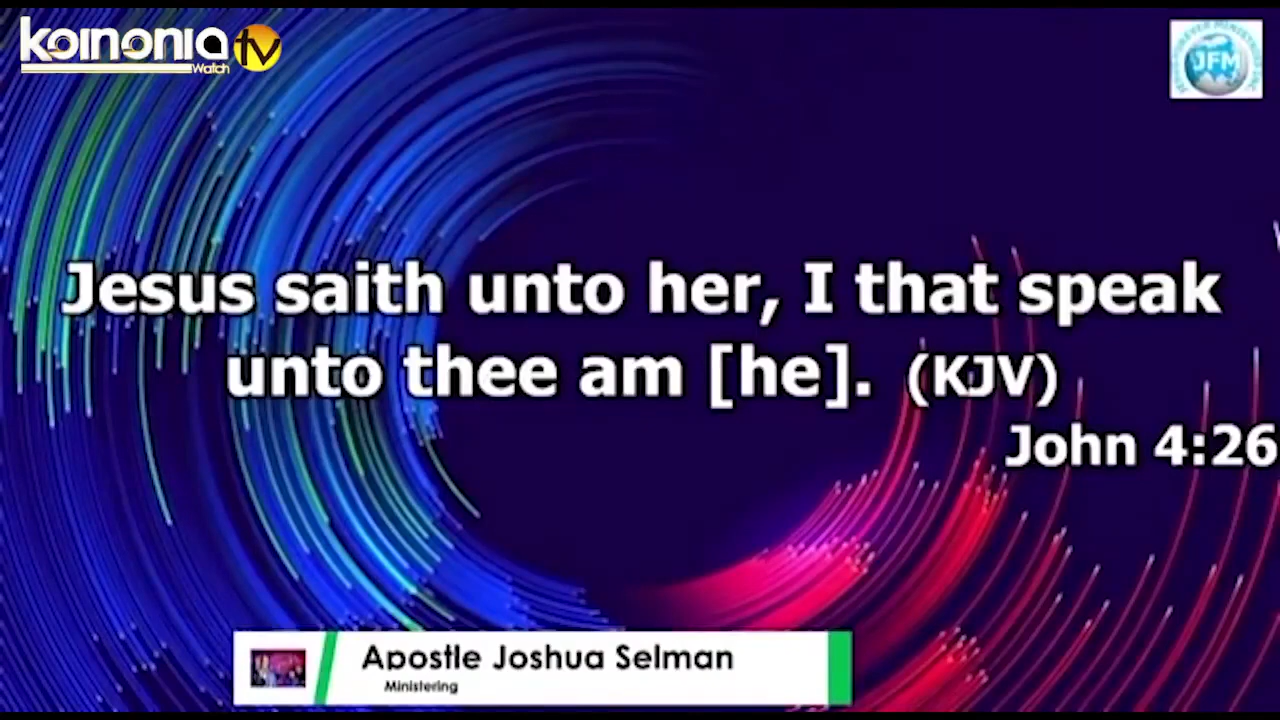 koinonia tv
Watch
JFM
Jesus saith unto her, I that speak
unto thee am [he]. (KJV)
John 4:26
Apostle Joshua Selman
Ministering